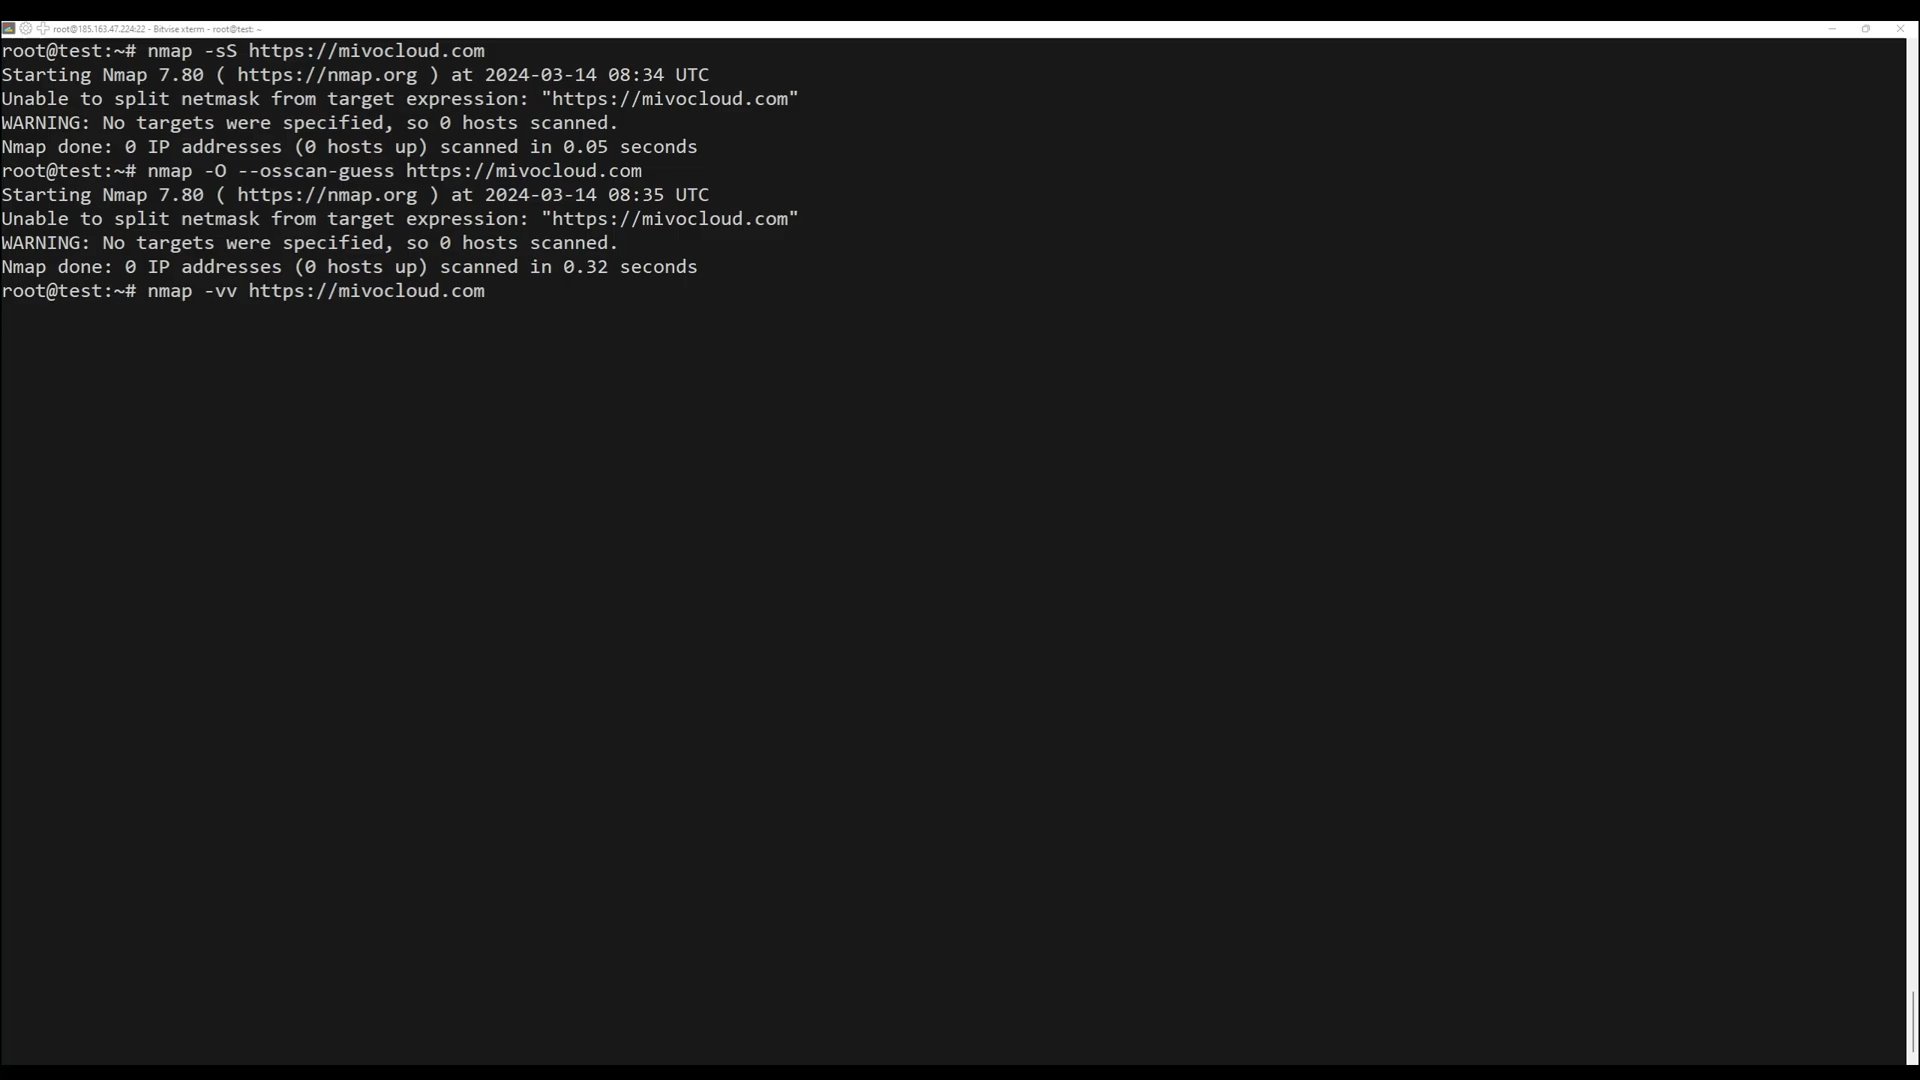 root@185.163.47.224:22 - Bitvise xterm - root@test: ~
root@test:~# nmap -sS https://mivocloud.com
Starting Nmap 7.80 ( https://nmap.org ) at 2024-03-14 08:34 UTC
Unable to split netmask from target expression: "https://mivocloud.com"
WARNING: No targets were specified, so 0 hosts scanned.
Nmap done: 0 IP addresses (0 hosts up) scanned in 0.05 seconds
root@test:~# nmap -O --osscan-guess https://mivocloud.com
Starting Nmap 7.80 ( https://nmap.org ) at 2024-03-14 08:35 UTC
Unable to split netmask from target expression: "https://mivocloud.com"
WARNING: No targets were specified, so 0 hosts scanned.
Nmap done: 0 IP addresses (0 hosts up) scanned in 0.32 seconds
root@test:~# nmap -vv https://mivocloud.com